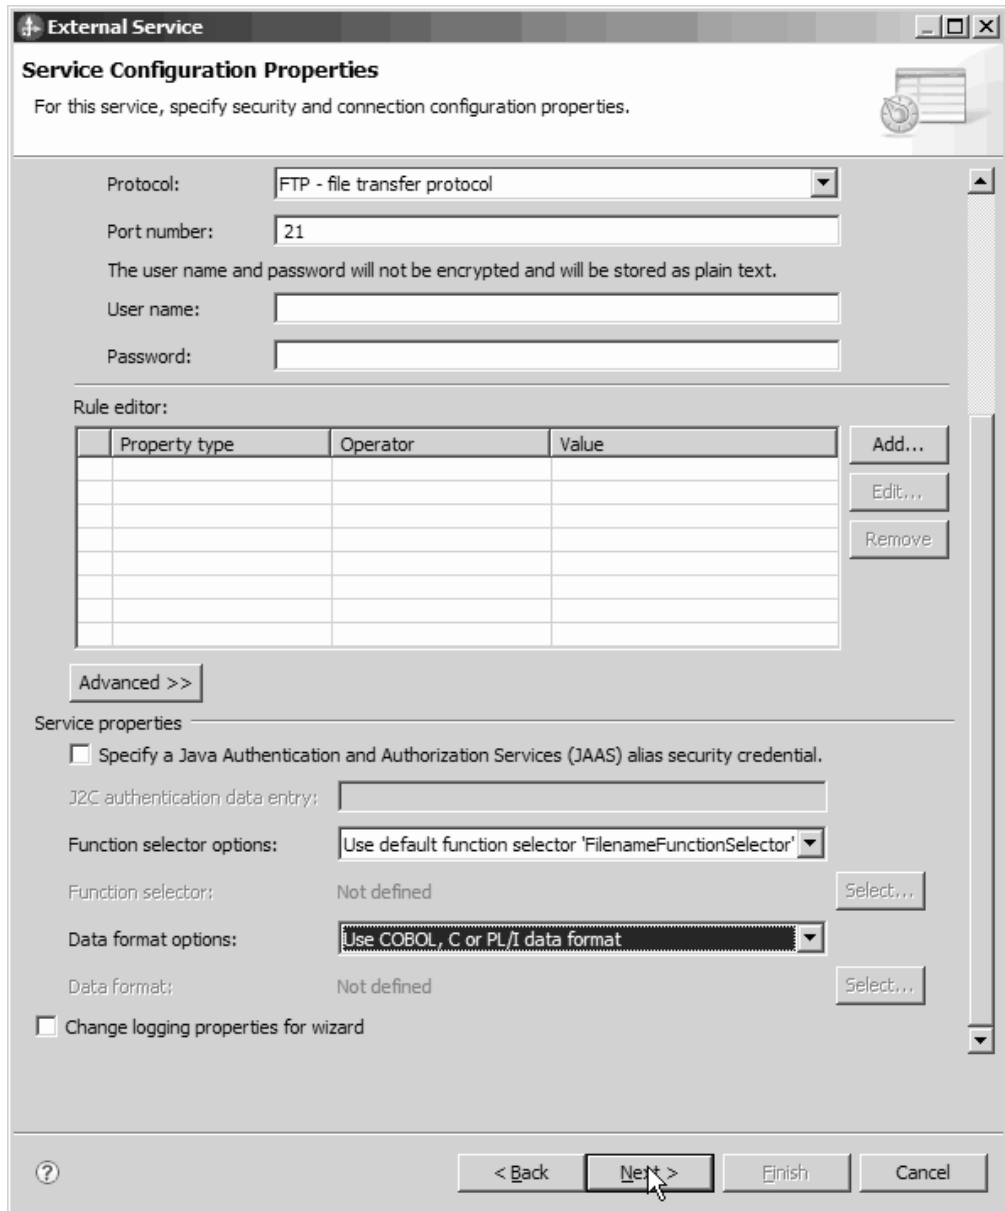 External Service
Service Configuration Properties
For this service, specify security and connection configuration properties.
Protocol: FTP - file transfer protocol
Port number: 21
The user name and password will not be encrypted and will be stored as plain text.
User name:
Password:
Rule editor:
Property type Operator Value
Add...
Edit...
Remove
Advanced >>
Service properties
Specify a Java Authentication and Authorization Services (JAAS) alias security credential.
J2C authentication data entry:
Function selector options: Use default function selector 'FilenameFunctionSelector'
Function selector: Not defined Select...
Data format options: Use COBOL, C or PL/I data format
Data format: Not defined Select...
Change logging properties for wizard
< Back Next > Finish Cancel